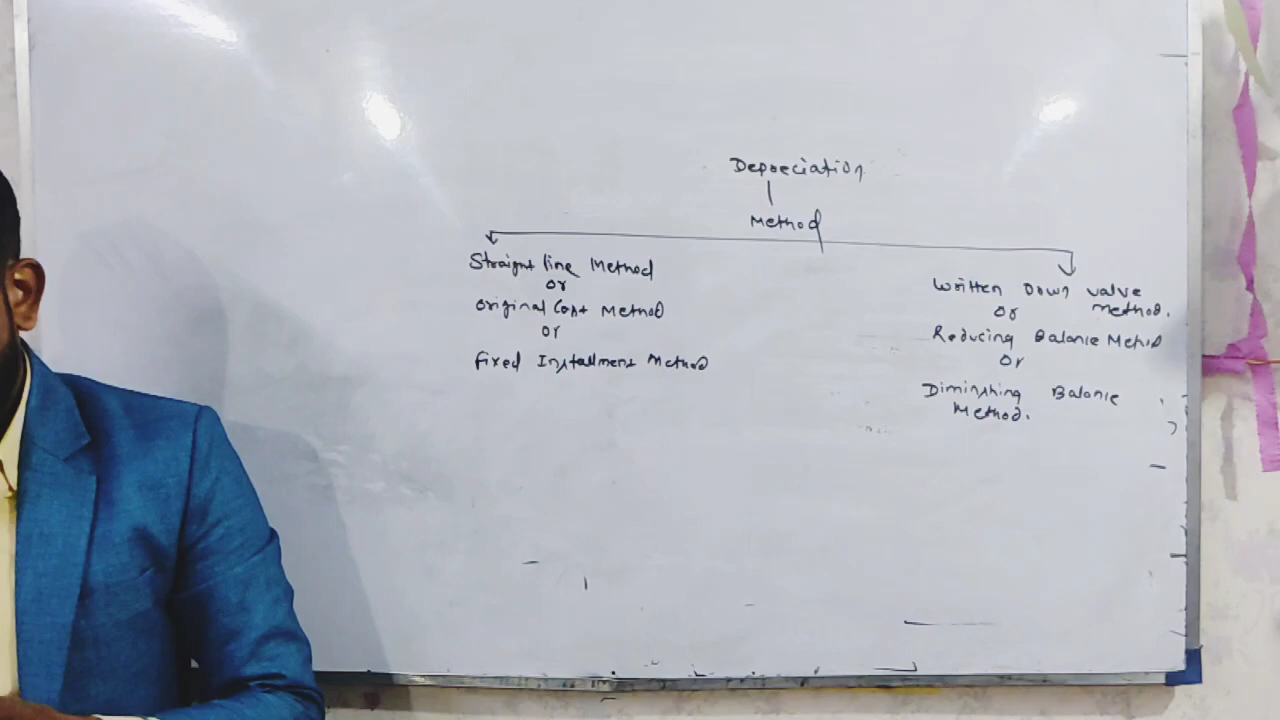 Depreciation
Method
Straight line Method
or
original Cost Method
or
fixed Installment Method
Written Down value
Method.
or
Reducing Balance Method
or
Diminshing Balance
Method.